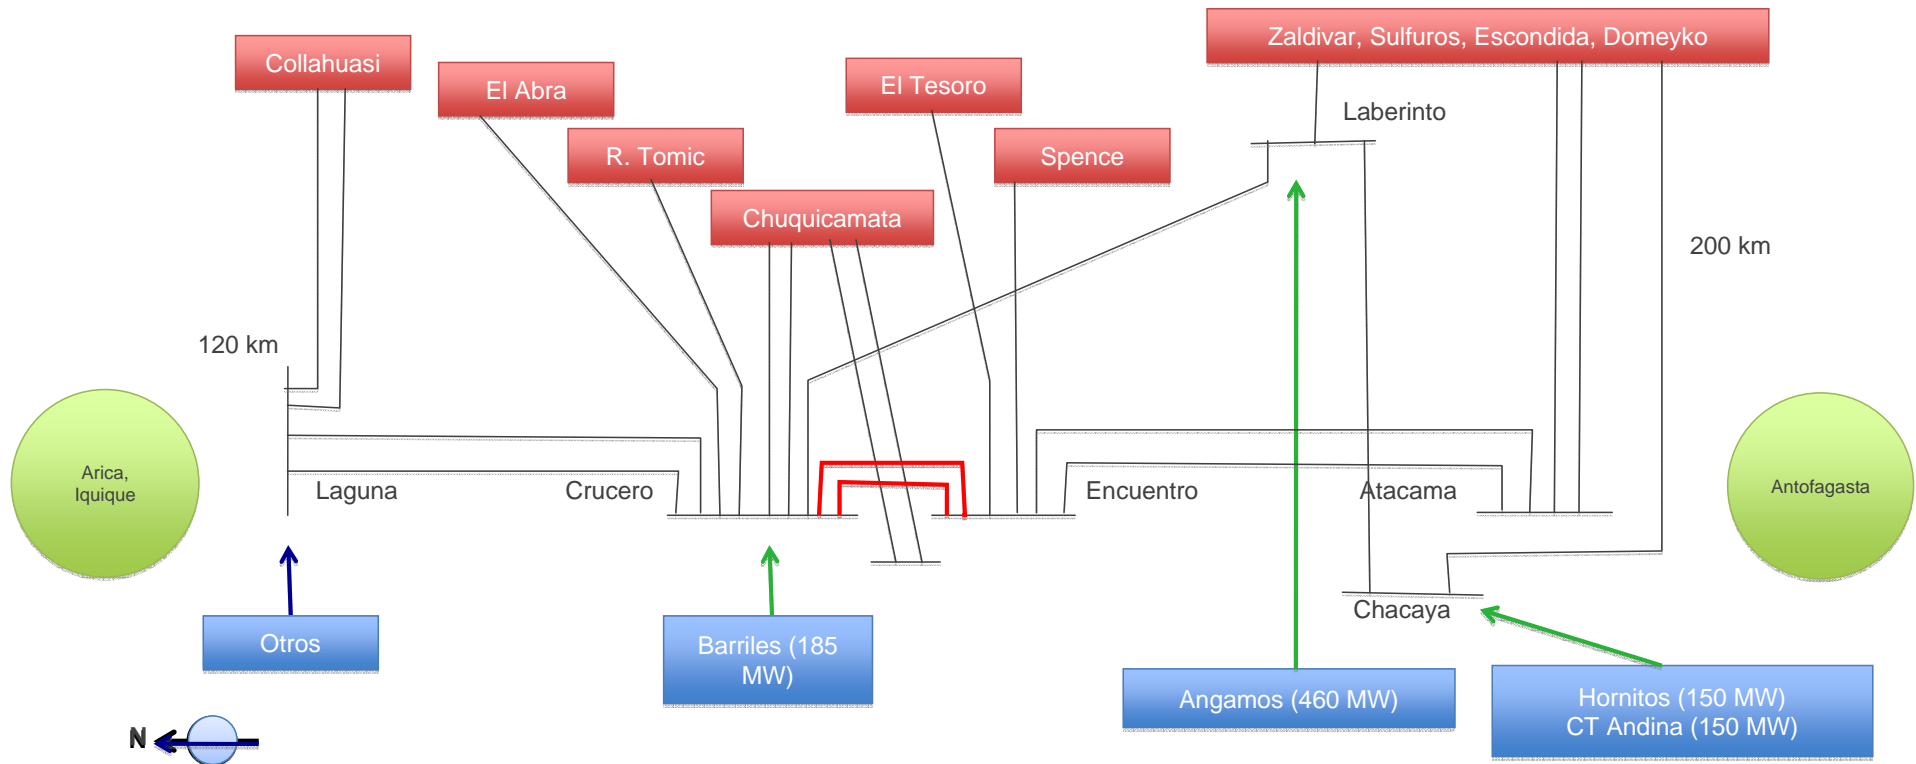 Zaldivar, Sulfuros, Escondida, Domeyko
Collahuasi
El Abra
El Tesoro
Laberinto
R. Tomic
Spence
Chuquicamata
200 km
120 km
Arica,
Iquique
Laguna
Crucero
Encuentro
Atacama
Antofagasta
Chacaya
Otros
Barriles (185
MW)
Angamos (460 MW)
Hornitos (150 MW)
CT Andina (150 MW)
N